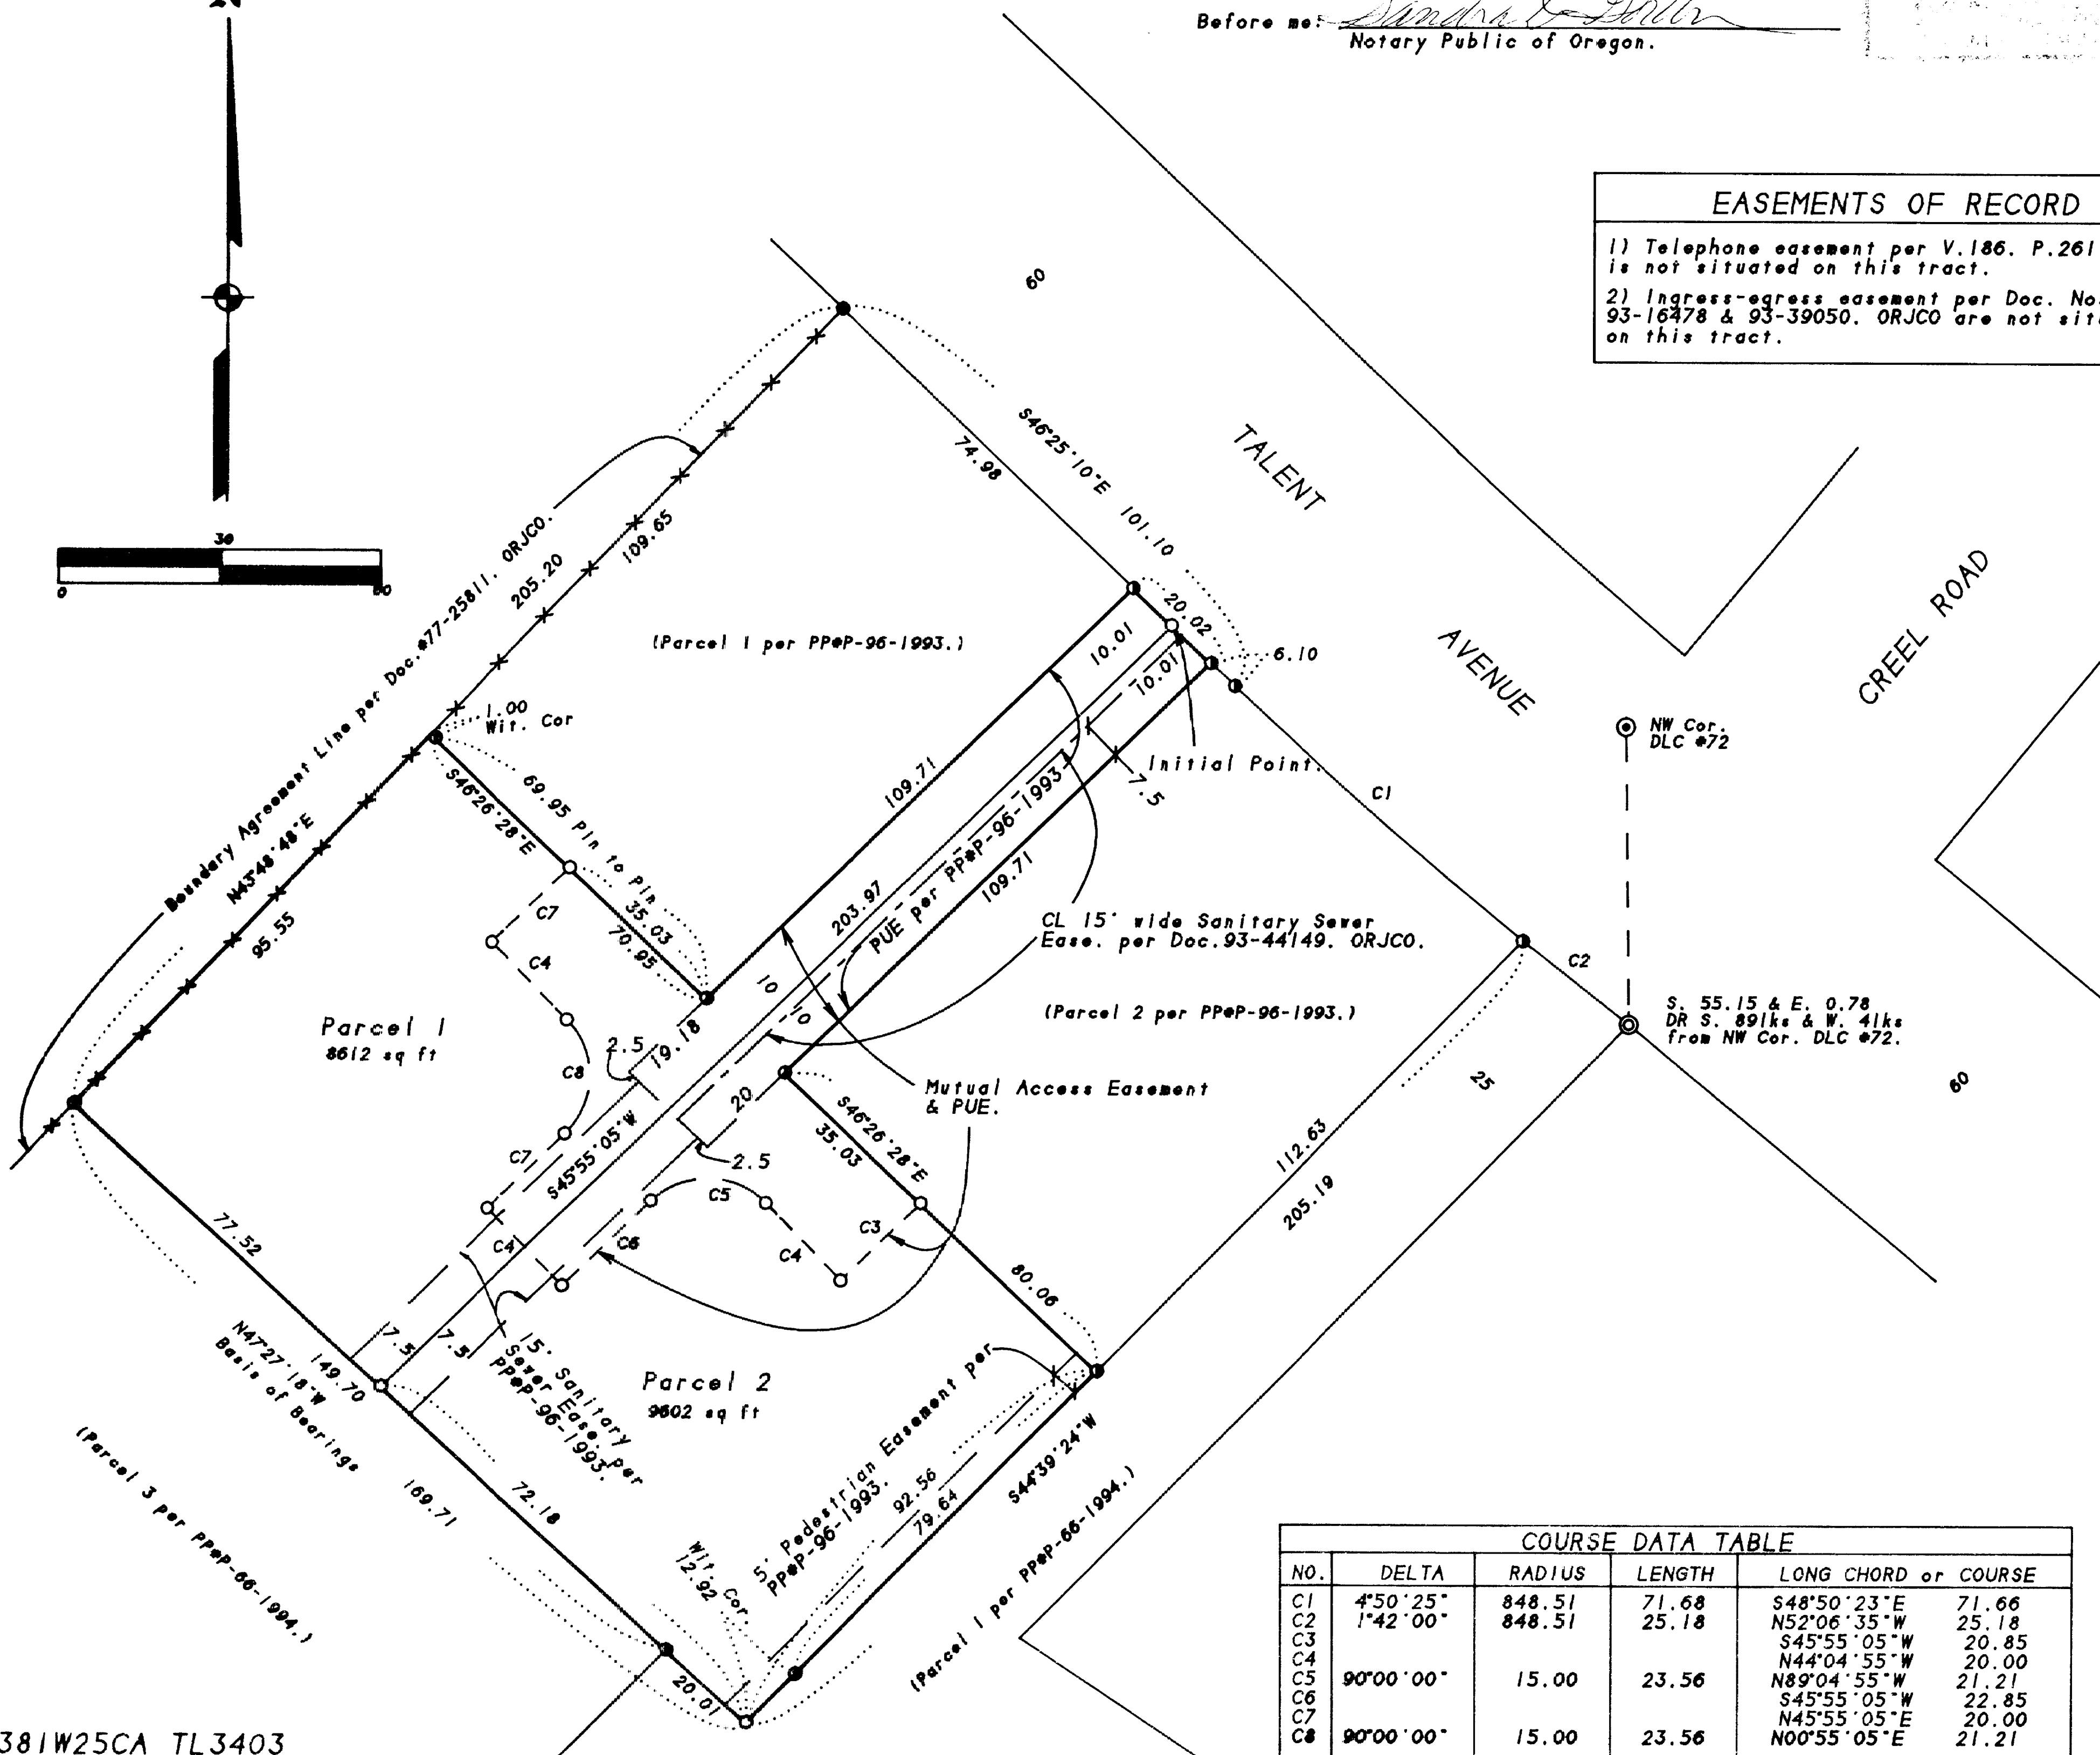 N
Before me:
Notary Public of Oregon.
EASEMENTS OF RECORD
1) Telephone easement per V.186. P.261
is not situated on this tract.
2) Ingress-egress easement per Doc. No.
93-16478 & 93-39050. ORJCO are not sit
on this tract.
30
0
60
TALENT
AVENUE
CREEL ROAD
S46°25'10"E 101.10
74.98
Boundary Agreement Line per Doc.#77-25811. ORJCO.
109.65
205.20
(Parcel 1 per PP#P-96-1993.)
20.02
10.01
10.01
6.10
Initial Point.
7.5
1.00
Wit. Cor
69.95 Pin to Pin
S46°26'28"E
35.03
70.95
109.71
203.97
PUE per PP#P-96-1993
109.71
N43°48'48"E
95.55
C1
NW Cor.
DLC #72
C2
S. 55.15 & E. 0.78
DR S. 89lks & W. 41ks
from NW Cor. DLC #72.
60
CL 15' wide Sanitary Sewer
Ease. per Doc.93-44149. ORJCO.
(Parcel 2 per PP#P-96-1993.)
Mutual Access Easement
& PUE.
C7
C4
C8
C7
C4
10
10
19.18
2.5
20
2.5
Parcel 1
8612 sq ft
S45°55'05"W
S46°26'28"E
35.03
C5
C6
C4
C3
80.06
25
112.63
205.19
77.52
7.5
7.5
N47°27'18"W 149.70
Basis of Bearings
15' Sanitary
Sewer Ease. per
PP#P-96-1993.
Parcel 2
9602 sq ft
5' Pedestrian Easement per
PP#P-96-1993.
92.56
79.64
S44°39'24"W
(Parcel 3 per PP#P-66-1994.)
169.71
72.18
Wit. Cor.
12.92
20.01
(Parcel 1 per PP#P-66-1994.)
COURSE DATA TABLE
NO. DELTA RADIUS LENGTH LONG CHORD or COURSE
C1 4°50'25" 848.51 71.68 S48°50'23"E 71.66
C2 1°42'00" 848.51 25.18 N52°06'35"W 25.18
C3 S45°55'05"W 20.85
C4 N44°04'55"W 20.00
C5 90°00'00" 15.00 23.56 N89°04'55"W 21.21
C6 S45°55'05"W 22.85
C7 N45°55'05"E 20.00
C8 90°00'00" 15.00 23.56 N00°55'05"E 21.21
381W25CA TL3403